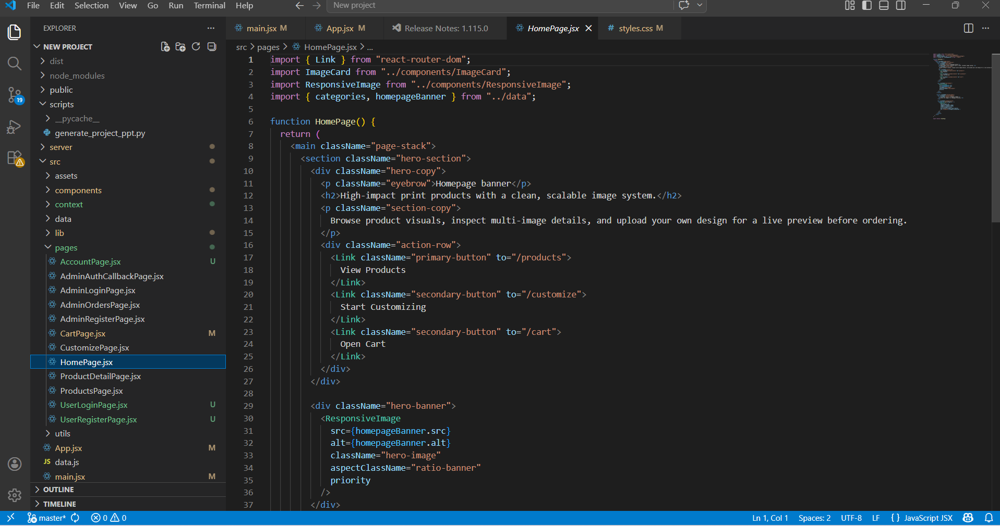 File Edit Selection View Go Run Terminal Help
New project
EXPLORER
NEW PROJECT
dist
node_modules
public
scripts
__pycache__
generate_project_ppt.py
server
src
assets
components
context
data
lib
pages
AccountPage.jsx U
AdminAuthCallbackPage.jsx
AdminLoginPage.jsx
AdminOrdersPage.jsx
AdminRegisterPage.jsx
CartPage.jsx M
CustomizePage.jsx
HomePage.jsx
ProductDetailPage.jsx
ProductsPage.jsx
UserLoginPage.jsx U
UserRegisterPage.jsx U
utils
App.jsx M
JS data.js
main.jsx M
OUTLINE
TIMELINE
19
main.jsx M App.jsx M Release Notes: 1.115.0 HomePage.jsx # styles.css M
src > pages > HomePage.jsx > ...
1 import { Link } from "react-router-dom";
2 import ImageCard from "../components/ImageCard";
3 import ResponsiveImage from "../components/ResponsiveImage";
4 import { categories, homepageBanner } from "../data";
5
6 function HomePage() {
7 return (
8 <main className="page-stack">
9 <section className="hero-section">
10 <div className="hero-copy">
11 <p className="eyebrow">Homepage banner</p>
12 <h2>High-impact print products with a clean, scalable image system.</h2>
13 <p className="section-copy">
14 Browse product visuals, inspect multi-image details, and upload your own design for a live preview before ordering.
15 </p>
16 <div className="action-row">
17 <Link className="primary-button" to="/products">
18 View Products
19 </Link>
20 <Link className="secondary-button" to="/customize">
21 Start Customizing
22 </Link>
23 <Link className="secondary-button" to="/cart">
24 Open Cart
25 </Link>
26 </div>
27 </div>
28
29 <div className="hero-banner">
30 <ResponsiveImage
31 src={homepageBanner.src}
32 alt={homepageBanner.alt}
33 className="hero-image"
34 aspectClassName="ratio-banner"
35 priority
36 />
37 </div>
master* 0 0 Ln 1, Col 1 Spaces: 2 UTF-8 LF { } JavaScript JSX